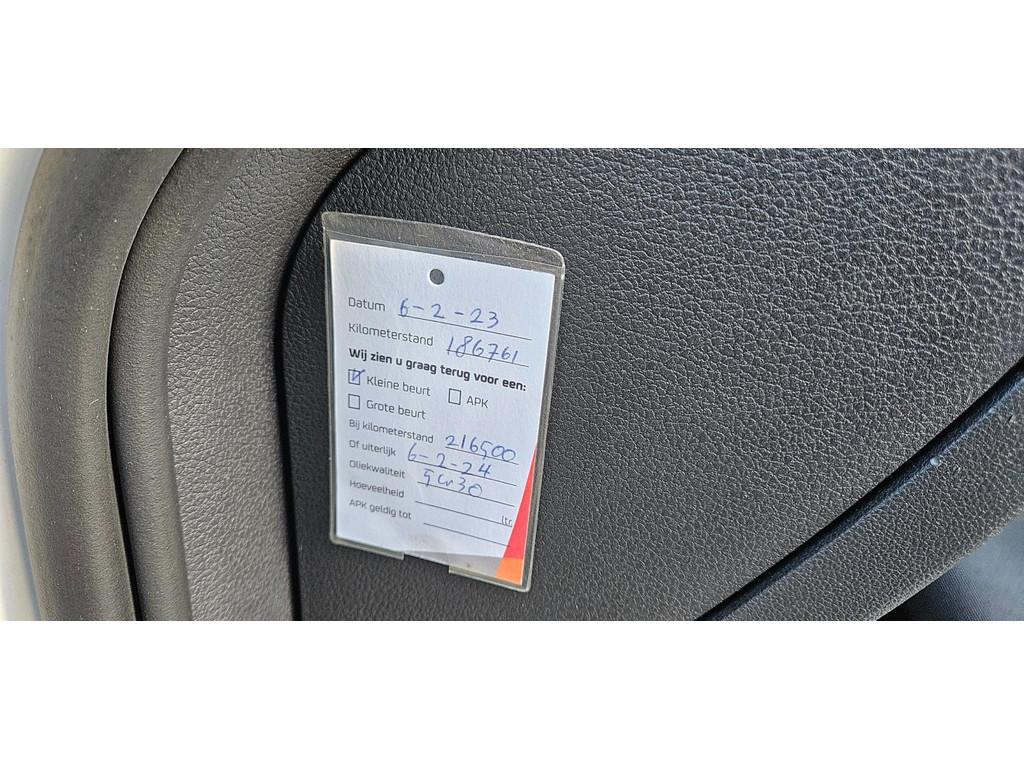 Datum 6-2-23
Kilometerstand 186761
Wij zien u graag terug voor een:
Kleine beurt APK
Grote beurt
Bij kilometerstand 216500
Of uiterlijk 6-2-24
Oliekwaliteit 5w30
Hoeveelheid ltr.
APK geldig tot